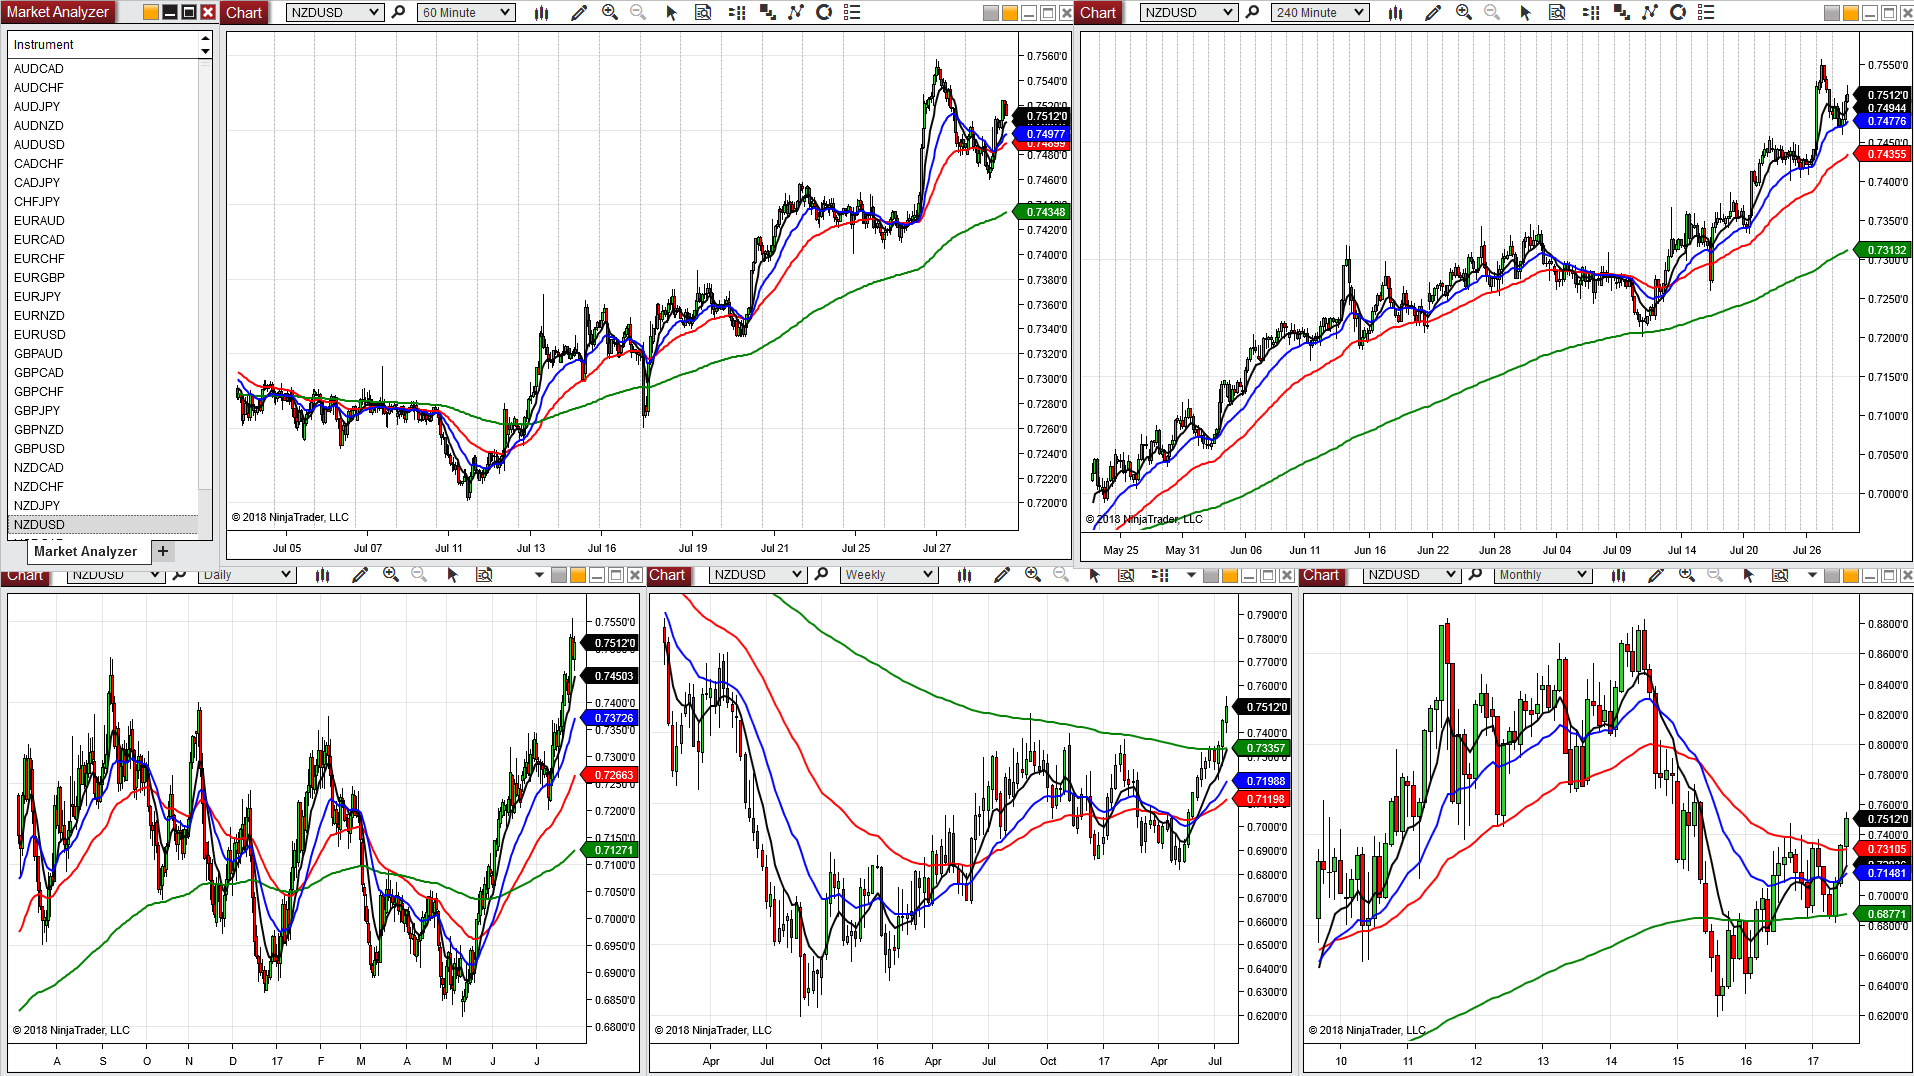 Market Analyzer
Instrument
AUDCAD
AUDCHF
AUDJPY
AUDNZD
AUDUSD
CADCHF
CADJPY
CHFJPY
EURAUD
EURCAD
EURCHF
EURGBP
EURJPY
EURNZD
EURUSD
GBPAUD
GBPCAD
GBPCHF
GBPJPY
GBPNZD
GBPUSD
NZDCAD
NZDCHF
NZDJPY
NZDUSD
Market Analyzer +
Chart NZDUSD 60 Minute
0.7560'0
0.7540'0
0.7520'0
0.7512'0
0.74977
0.74899
0.7480'0
0.7460'0
0.74348
0.7420'0
0.7400'0
0.7380'0
0.7360'0
0.7340'0
0.7320'0
0.7300'0
0.7280'0
0.7260'0
0.7240'0
0.7220'0
0.7200'0
© 2018 NinjaTrader, LLC
Jul 05 Jul 07 Jul 11 Jul 13 Jul 16 Jul 19 Jul 21 Jul 25 Jul 27
Chart NZDUSD 240 Minute
0.7550'0
0.7512'0
0.74944
0.74776
0.7450'0
0.74355
0.7400'0
0.7350'0
0.73132
0.7300'0
0.7250'0
0.7200'0
0.7150'0
0.7100'0
0.7050'0
0.7000'0
© 2018 NinjaTrader, LLC
May 25 May 31 Jun 06 Jun 11 Jun 16 Jun 22 Jun 28 Jul 04 Jul 09 Jul 14 Jul 20 Jul 26
Chart NZDUSD Daily
0.7550'0
0.7512'0
0.74503
0.7400'0
0.73726
0.7350'0
0.7300'0
0.72663
0.7250'0
0.7200'0
0.7150'0
0.71271
0.7100'0
0.7050'0
0.7000'0
0.6950'0
0.6900'0
0.6850'0
0.6800'0
© 2018 NinjaTrader, LLC
A S O N D 17 F M A M J J
Chart NZDUSD Weekly
0.7900'0
0.7800'0
0.7700'0
0.7600'0
0.7512'0
0.7400'0
0.73357
0.7300'0
0.71988
0.71198
0.7000'0
0.6900'0
0.6800'0
0.6700'0
0.6600'0
0.6500'0
0.6400'0
0.6300'0
0.6200'0
© 2018 NinjaTrader, LLC
Apr Jul Oct 16 Apr Jul Oct 17 Apr Jul
Chart NZDUSD Monthly
0.8800'0
0.8600'0
0.8400'0
0.8200'0
0.8000'0
0.7800'0
0.7600'0
0.7512'0
0.7400'0
0.73105
0.71481
0.7000'0
0.68771
0.6800'0
0.6600'0
0.6400'0
0.6200'0
© 2018 NinjaTrader, LLC
10 11 12 13 14 15 16 17